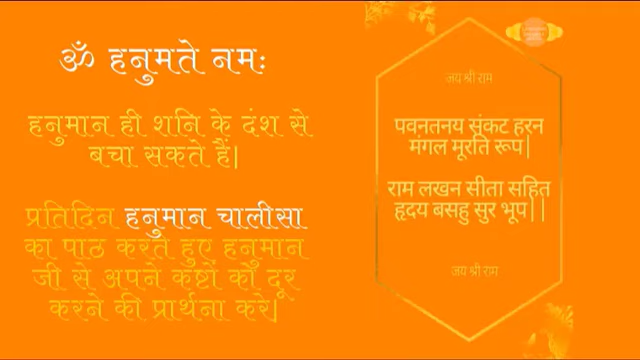 ॐ हनुमते नमः
हनुमान ही शनि के दंश से
बचा सकते हैं।
प्रतिदिन हनुमान चालीसा
का पाठ करते हुए हनुमान
जी से अपने कष्टों को दूर
करने की प्रार्थना करे।
जय श्री राम
पवनतनय संकट हरन
मंगल मूरति रूप|
राम लखन सीता सहित
हृदय बसहु सुर भूप||
जय श्री राम